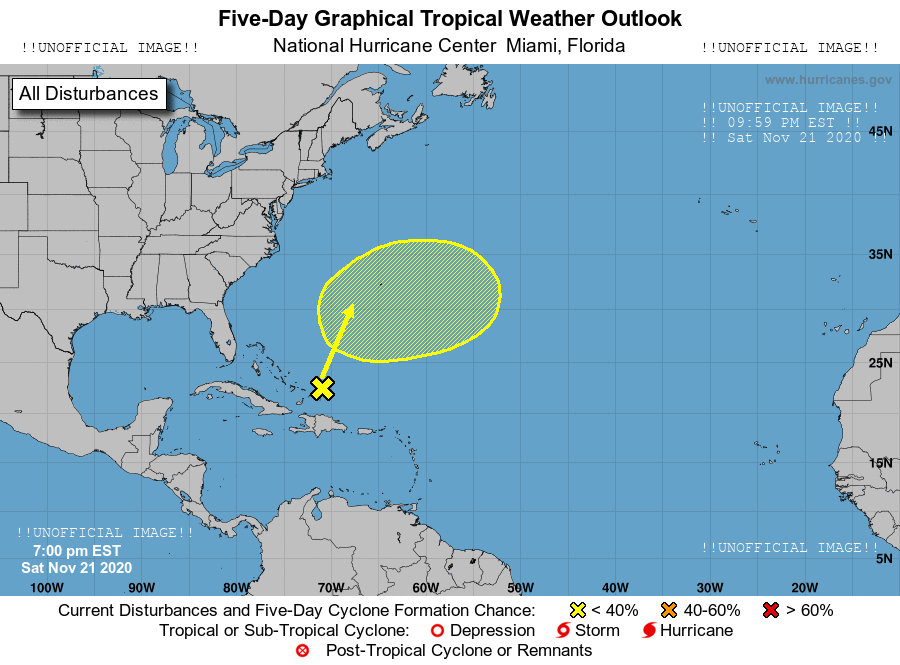 Five-Day Graphical Tropical Weather Outlook
!!UNOFFICIAL IMAGE!! National Hurricane Center Miami, Florida !!UNOFFICIAL IMAGE!!
All Disturbances
www.hurricanes.gov
!!UNOFFICIAL IMAGE!!
!! 09:59 PM EST !!
!! Sat Nov 21 2020 !!
45N
35N
25N
15N
!!UNOFFICIAL IMAGE!!
7:00 pm EST
Sat Nov 21 2020
!!UNOFFICIAL IMAGE!!
5N
100W 90W 80W 70W 60W 50W 40W 30W 20W
Current Disturbances and Five-Day Cyclone Formation Chance: < 40% 40-60% > 60%
Tropical or Sub-Tropical Cyclone: Depression Storm Hurricane
Post-Tropical Cyclone or Remnants